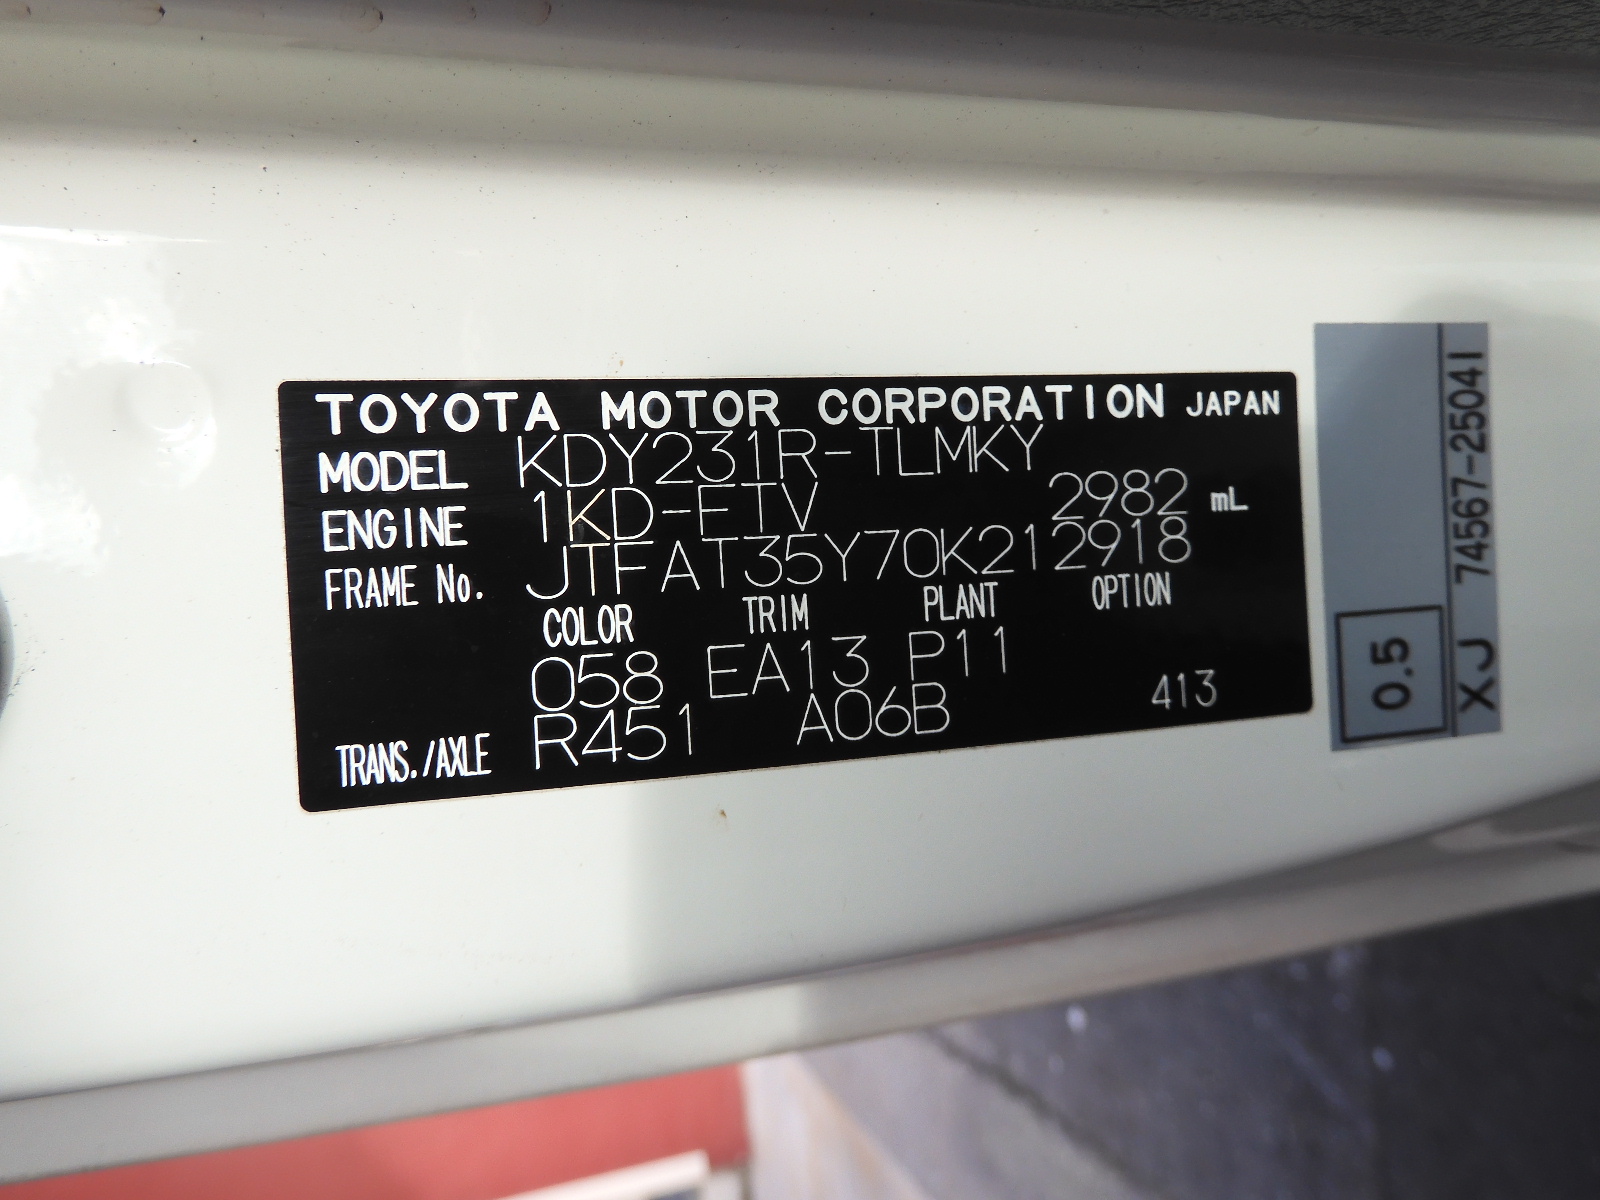 TOYOTA MOTOR CORPORATION JAPAN
MODEL KDY231R-TLMKY
ENGINE 1KD-FTV 2982 mL
FRAME No. JTFAT35Y70K212918
COLOR TRIM PLANT OPTION
058 EA13 P11
TRANS./AXLE R451 A06B 413
0.5
XJ 74567-25041